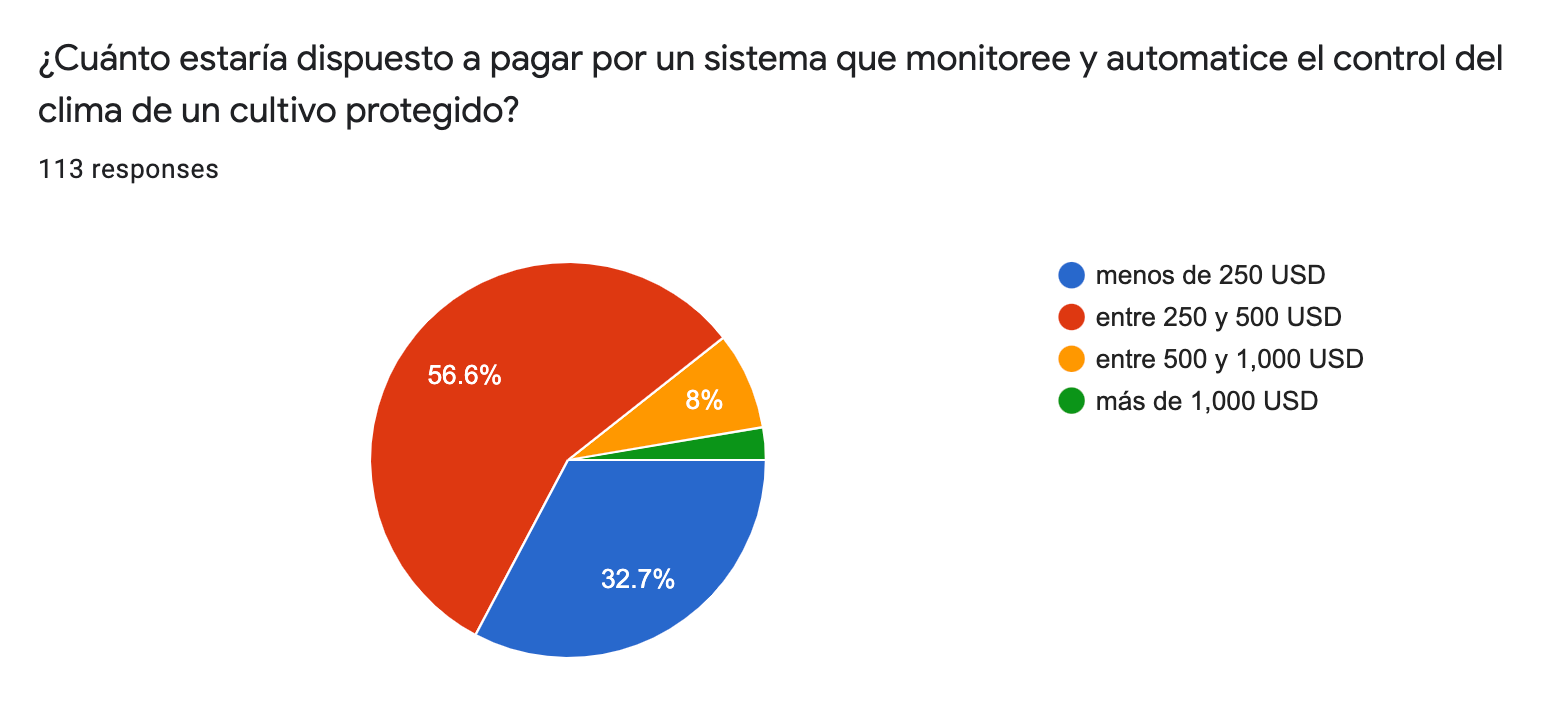 ¿Cuánto estaría dispuesto a pagar por un sistema que monitoree y automatice el control del
clima de un cultivo protegido?
113 responses
56.6%
8%
32.7%
menos de 250 USD
entre 250 y 500 USD
entre 500 y 1,000 USD
más de 1,000 USD